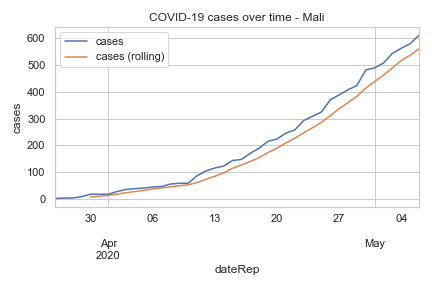 COVID-19 cases over time - Mali
cases
cases (rolling)
600
500
400
300
200
100
0
cases
30 06 13 20 27 04
Apr May
2020
dateRep